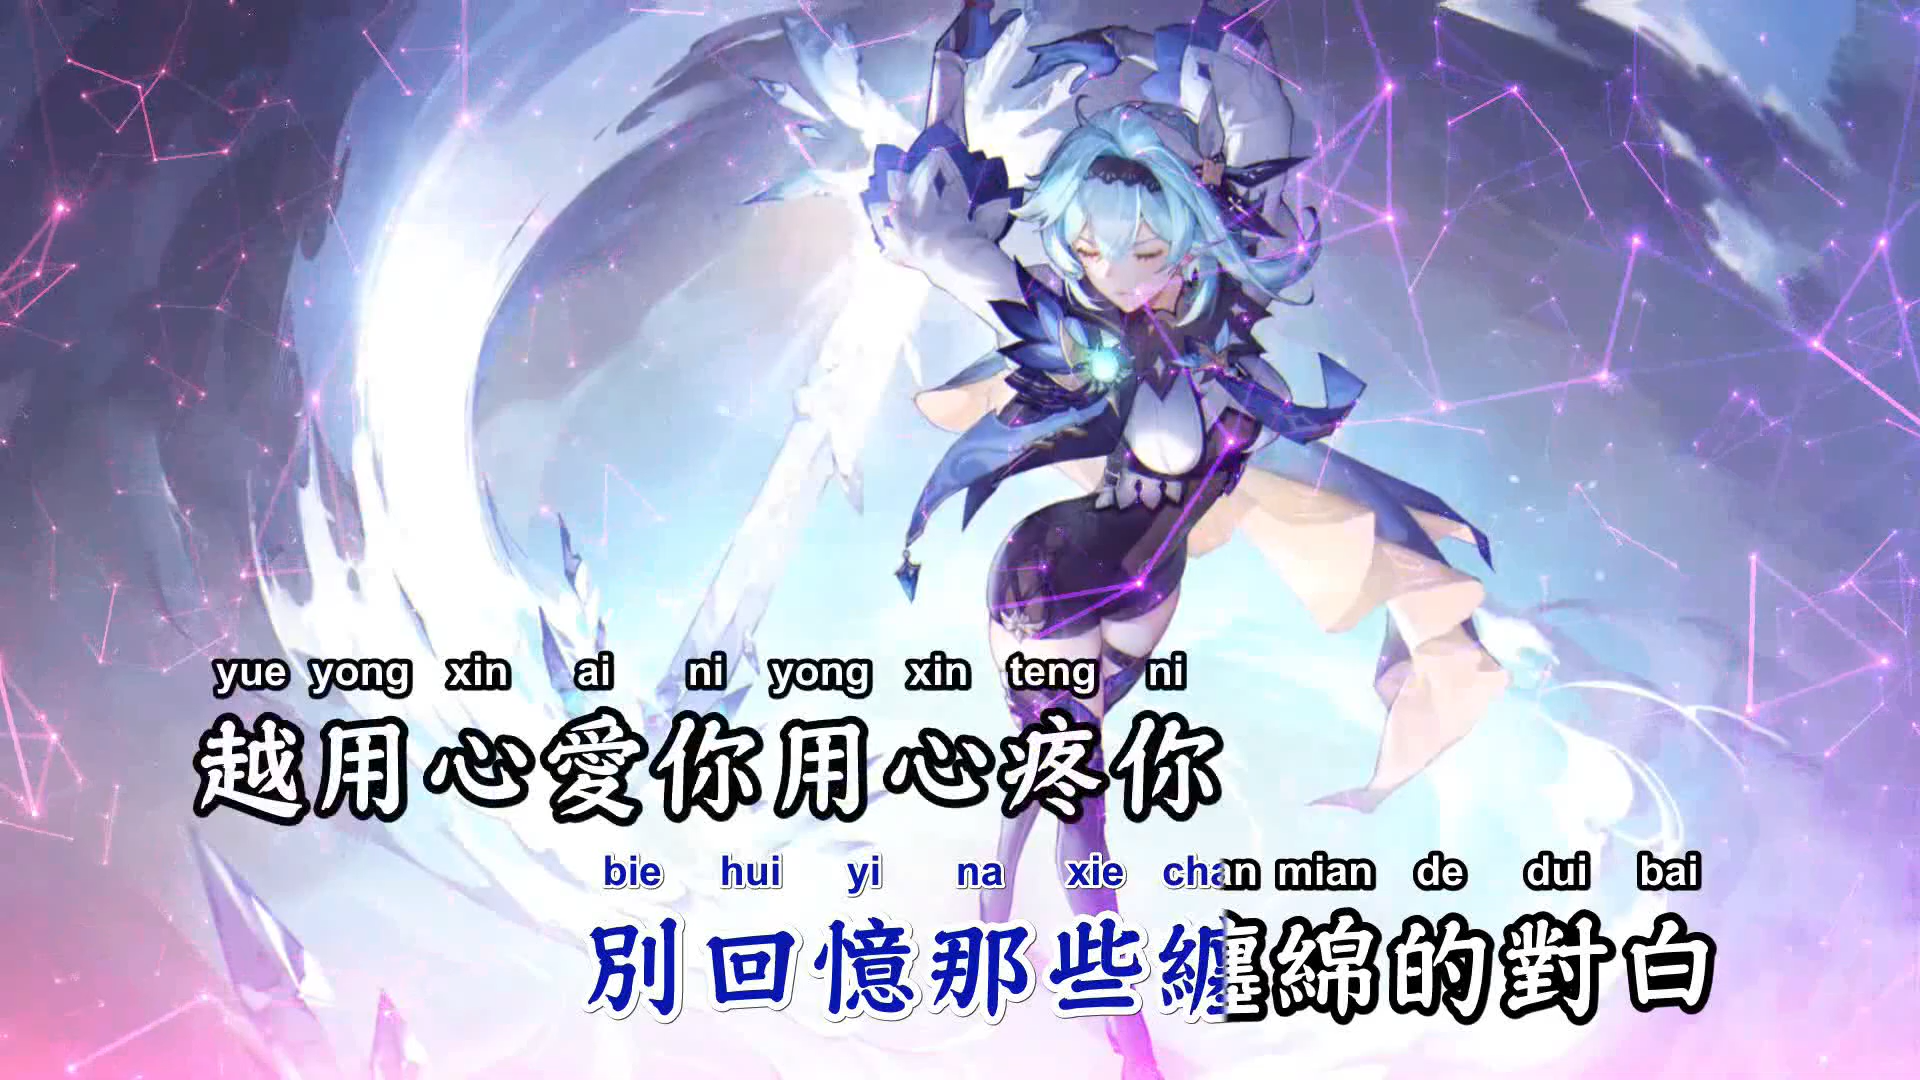 yue yong xin ai ni yong xin teng ni
越用心愛你用心疼你
bie hui yi na xie chan mian de dui bai
別回憶那些纏綿的對白